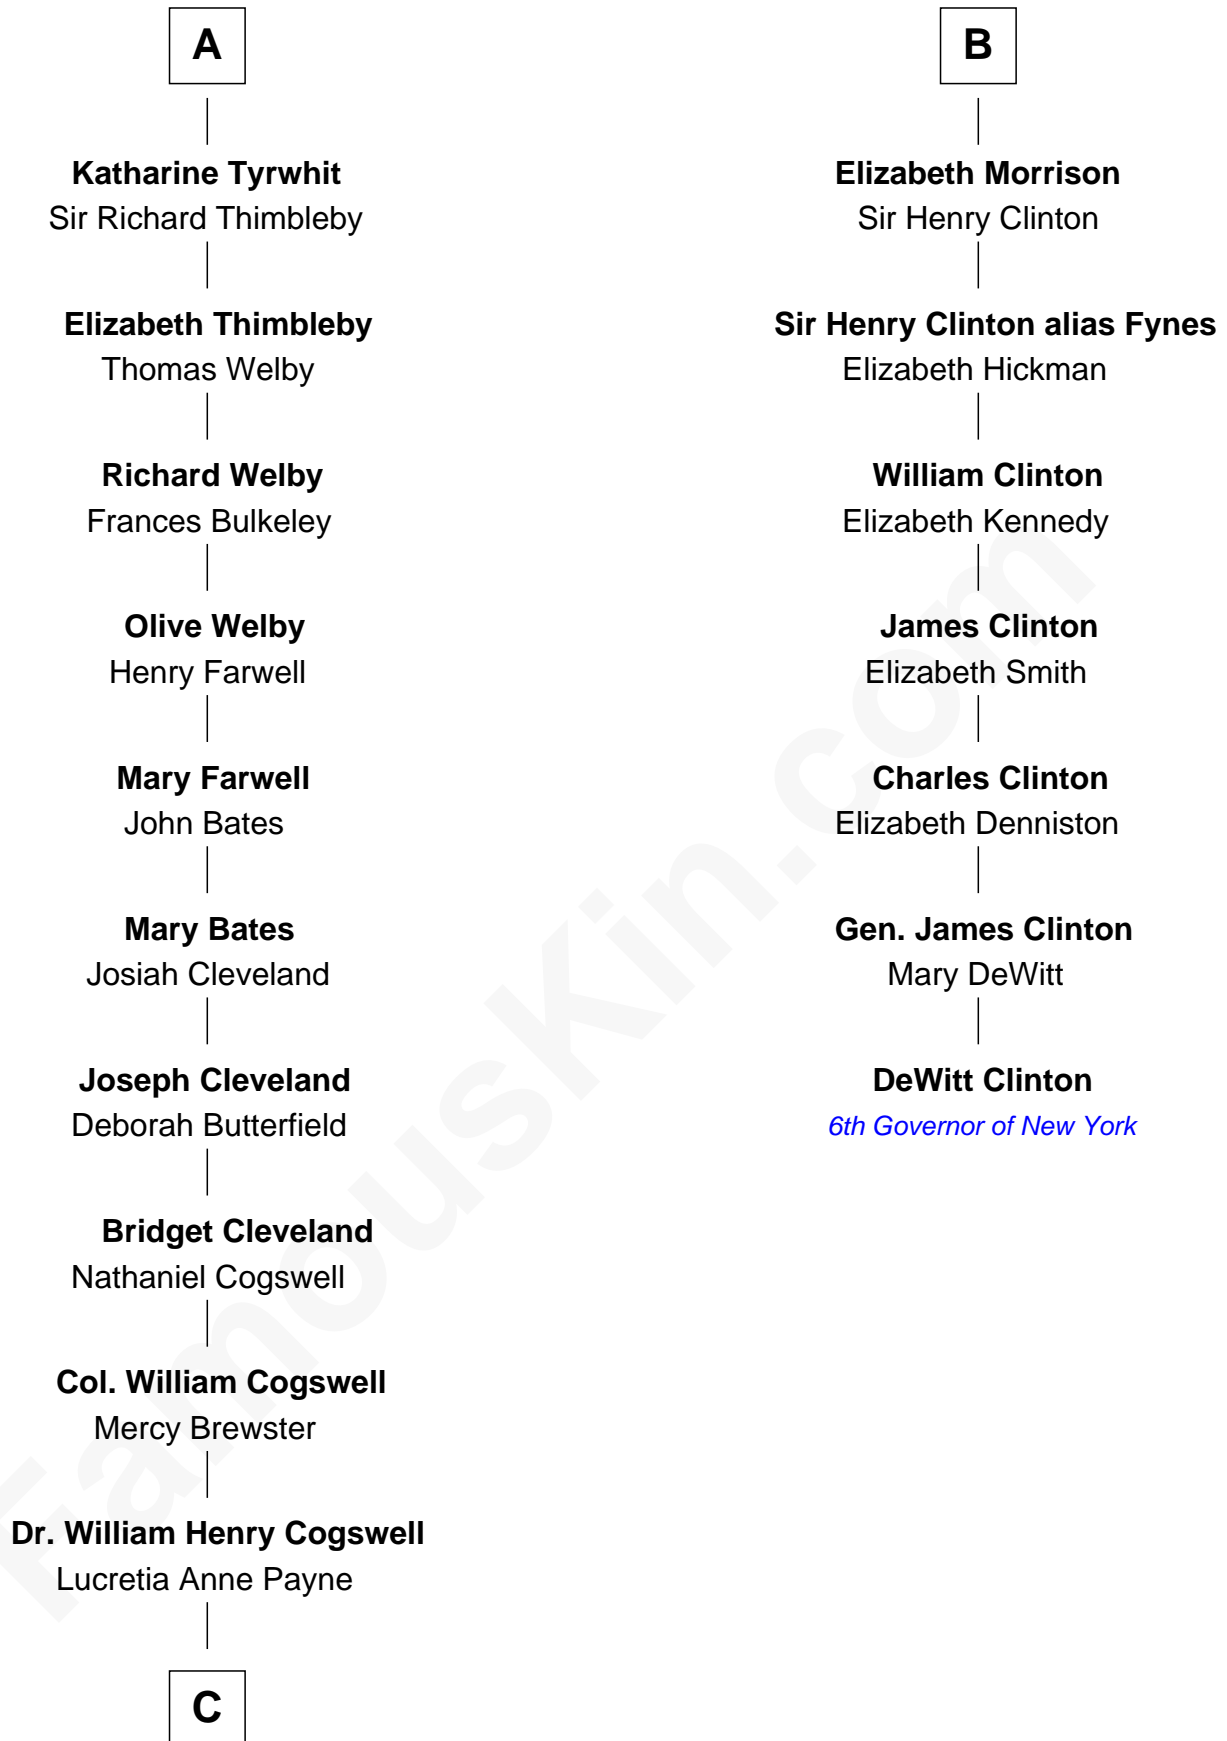 A
Katharine Tyrwhit
Sir Richard Thimbleby
Elizabeth Thimbleby
Thomas Welby
Richard Welby
Frances Bulkeley
Olive Welby
Henry Farwell
Mary Farwell
John Bates
Mary Bates
Josiah Cleveland
Joseph Cleveland
Deborah Butterfield
Bridget Cleveland
Nathaniel Cogswell
Col. William Cogswell
Mercy Brewster
Dr. William Henry Cogswell
Lucretia Anne Payne
C
B
Elizabeth Morrison
Sir Henry Clinton
Sir Henry Clinton alias Fynes
Elizabeth Hickman
William Clinton
Elizabeth Kennedy
James Clinton
Elizabeth Smith
Charles Clinton
Elizabeth Denniston
Gen. James Clinton
Mary DeWitt
DeWitt Clinton
6th Governor of New York
FamousKin.com